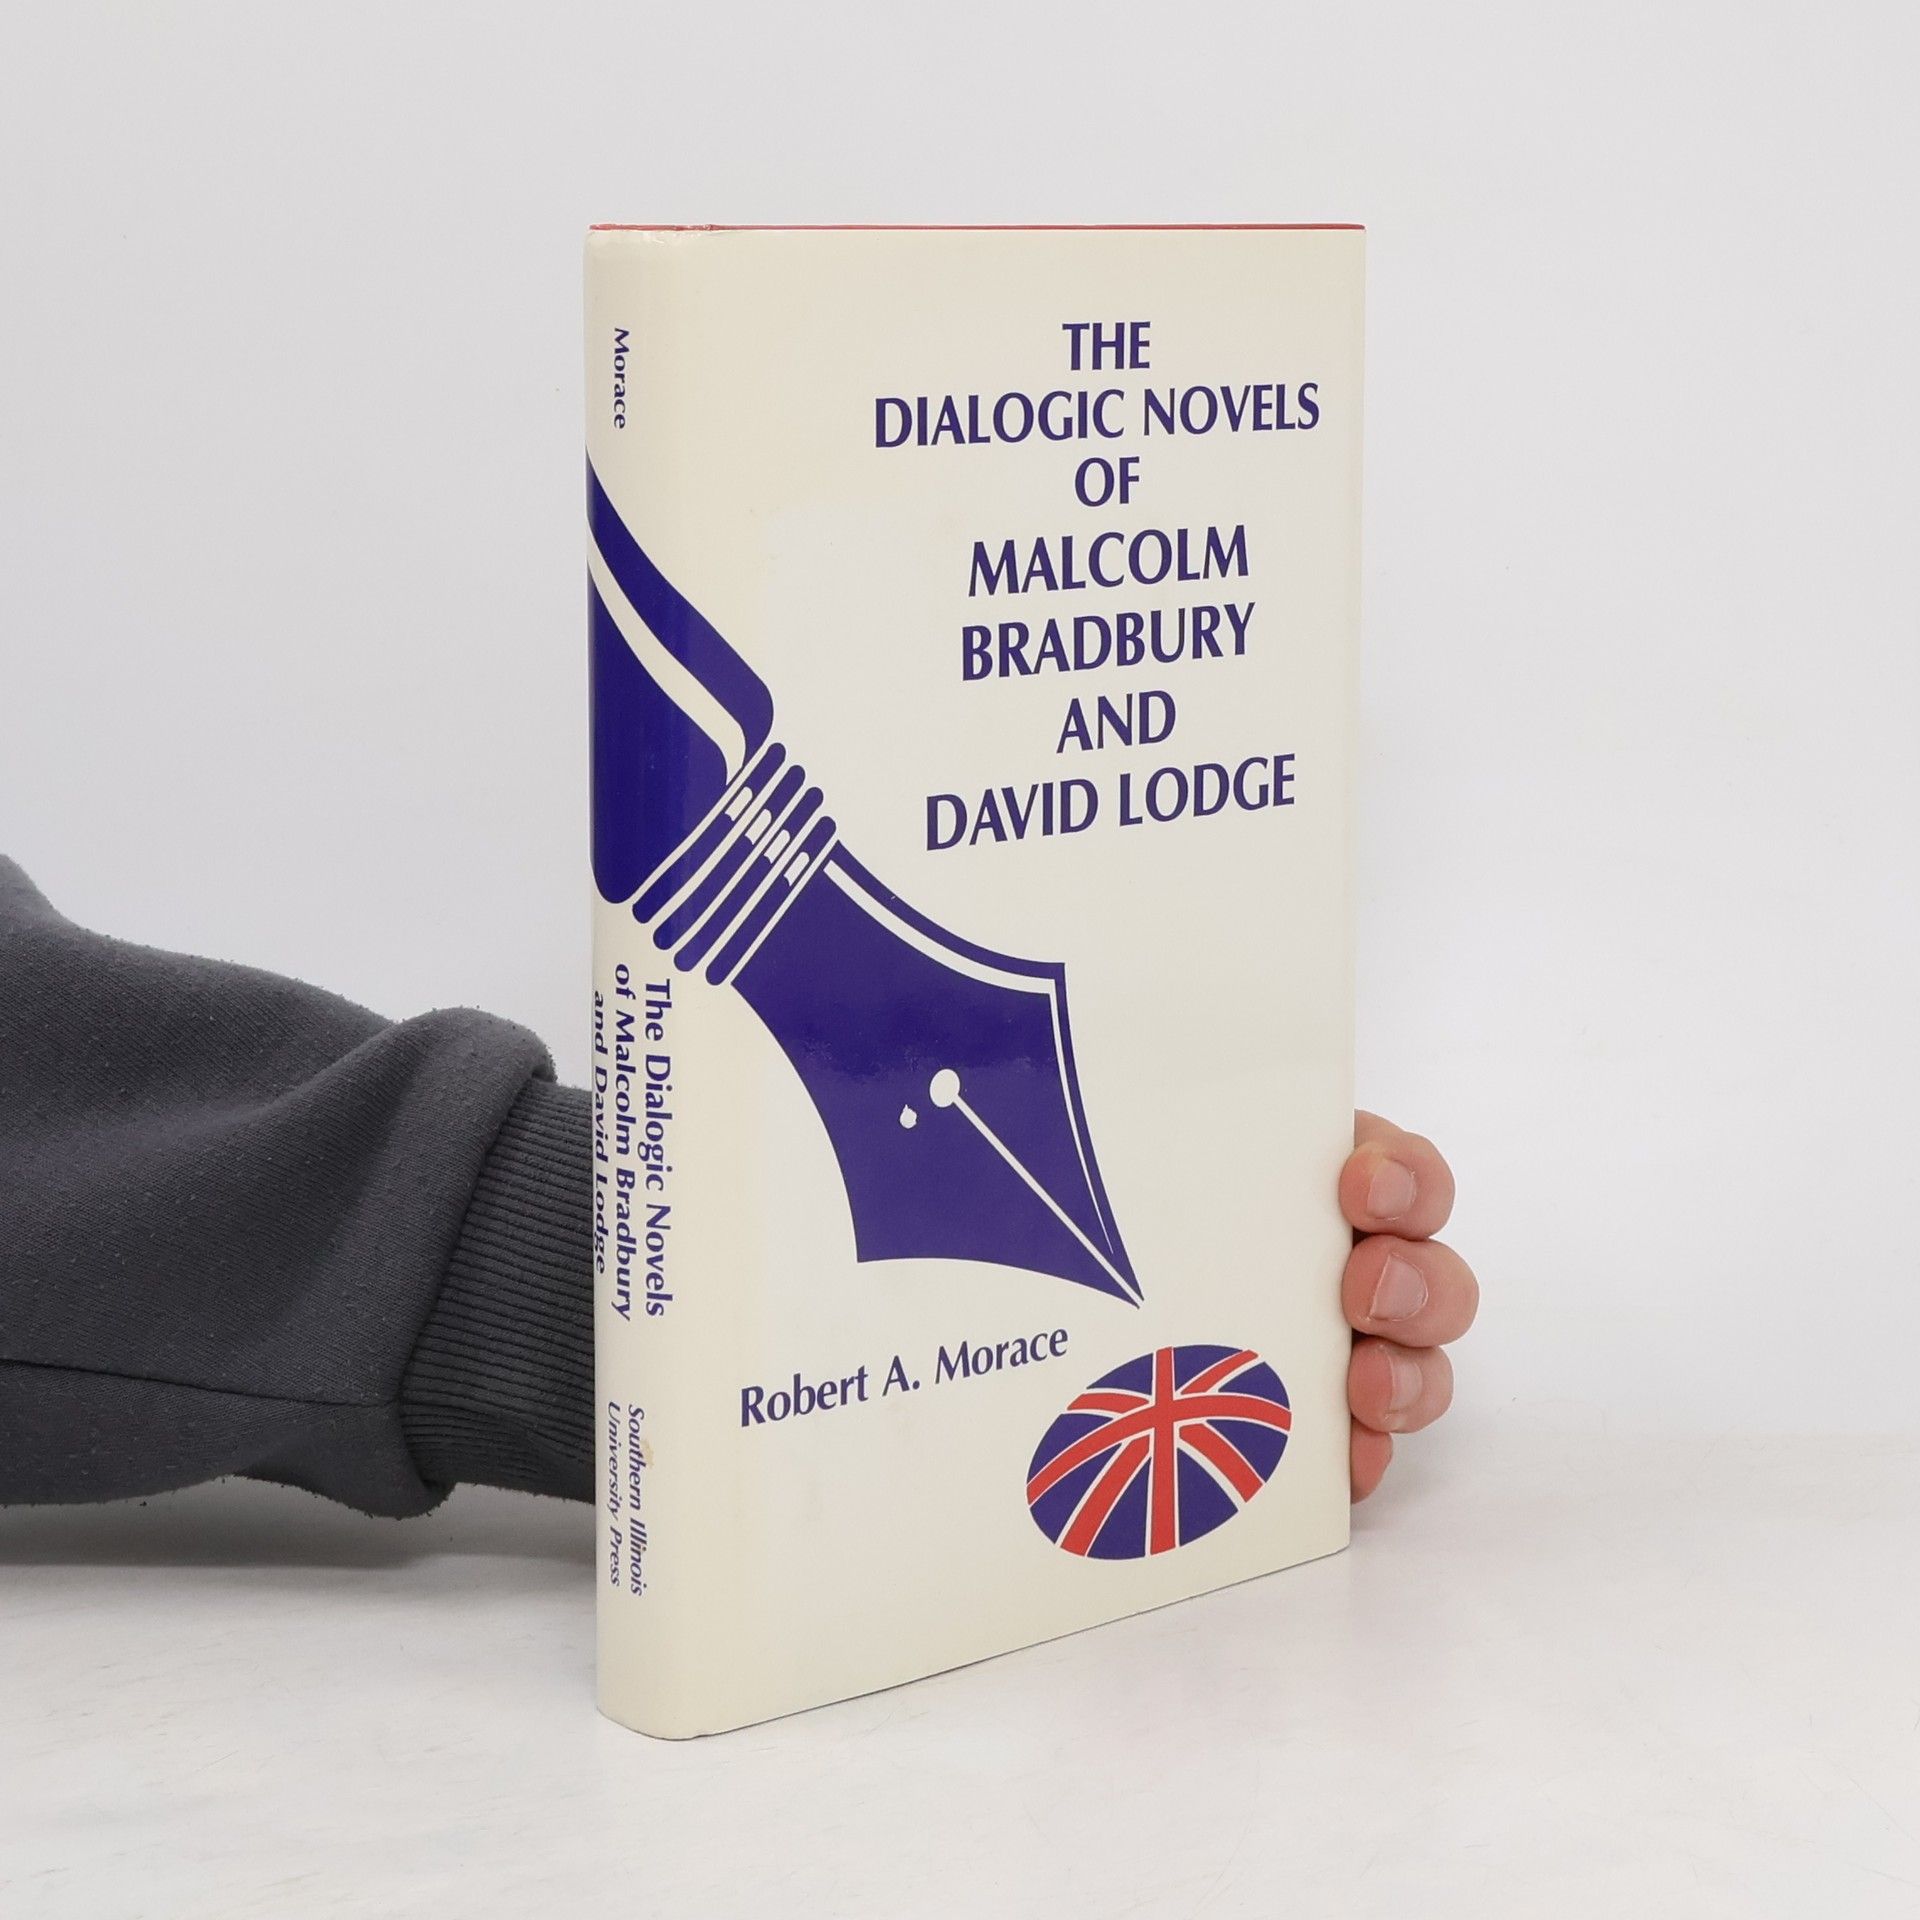 THE
DIALOGIC NOVELS
OF
MALCOLM
BRADBURY
AND
DAVID LODGE
Robert A. Morace
Morace
The Dialogic Novels
of Malcolm Bradbury
and David Lodge
Southern Illinois
University Press